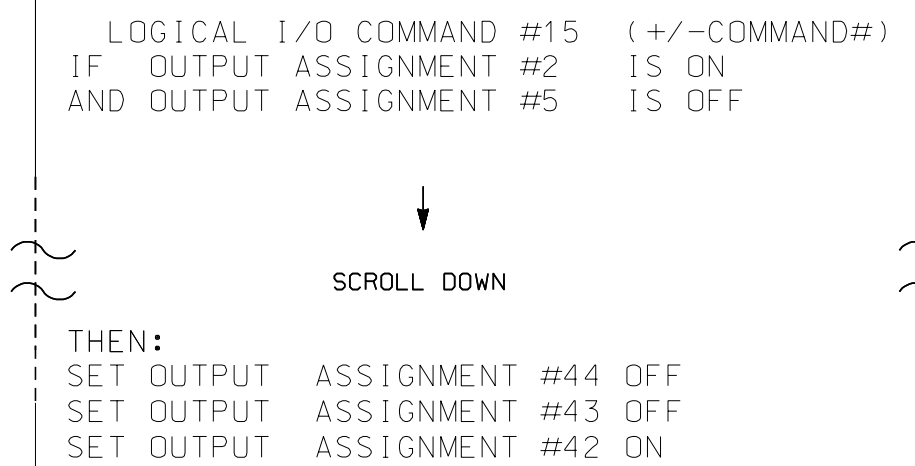 LOGICAL I/O COMMAND #15 (+/-COMMAND#)
IF OUTPUT ASSIGNMENT #2 IS ON
AND OUTPUT ASSIGNMENT #5 IS OFF
SCROLL DOWN
THEN:
SET OUTPUT ASSIGNMENT #44 OFF
SET OUTPUT ASSIGNMENT #43 OFF
SET OUTPUT ASSIGNMENT #42 ON